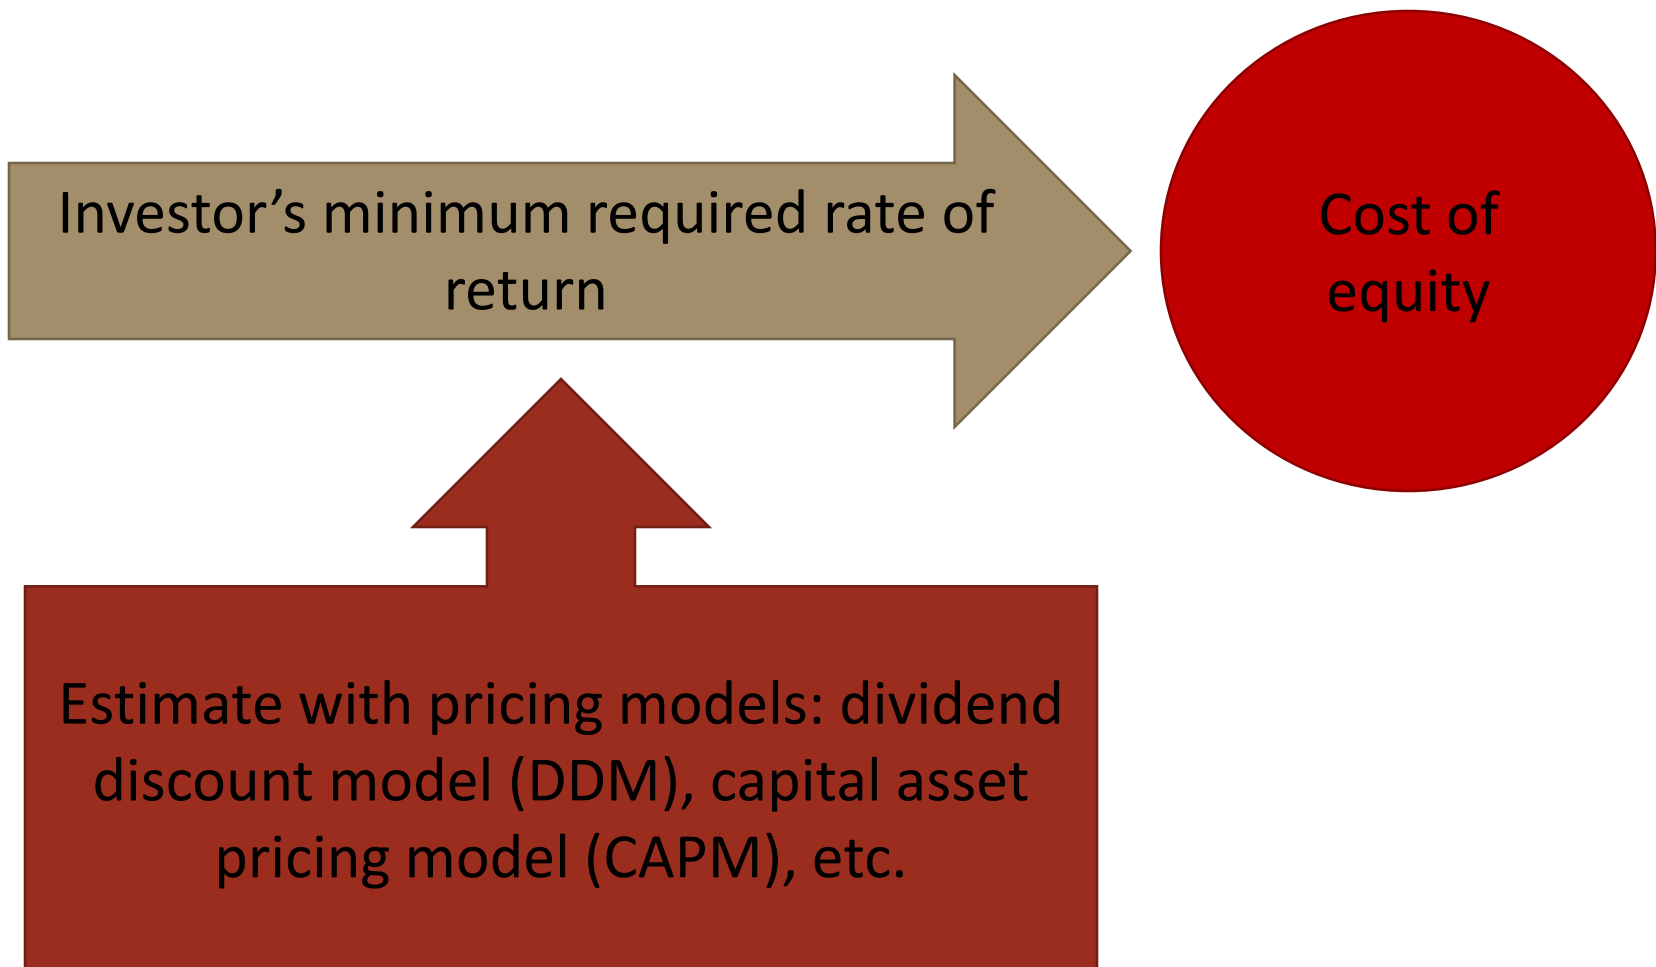 Investor’s minimum required rate of
return
Cost of
equity
Estimate with pricing models: dividend
discount model (DDM), capital asset
pricing model (CAPM), etc.